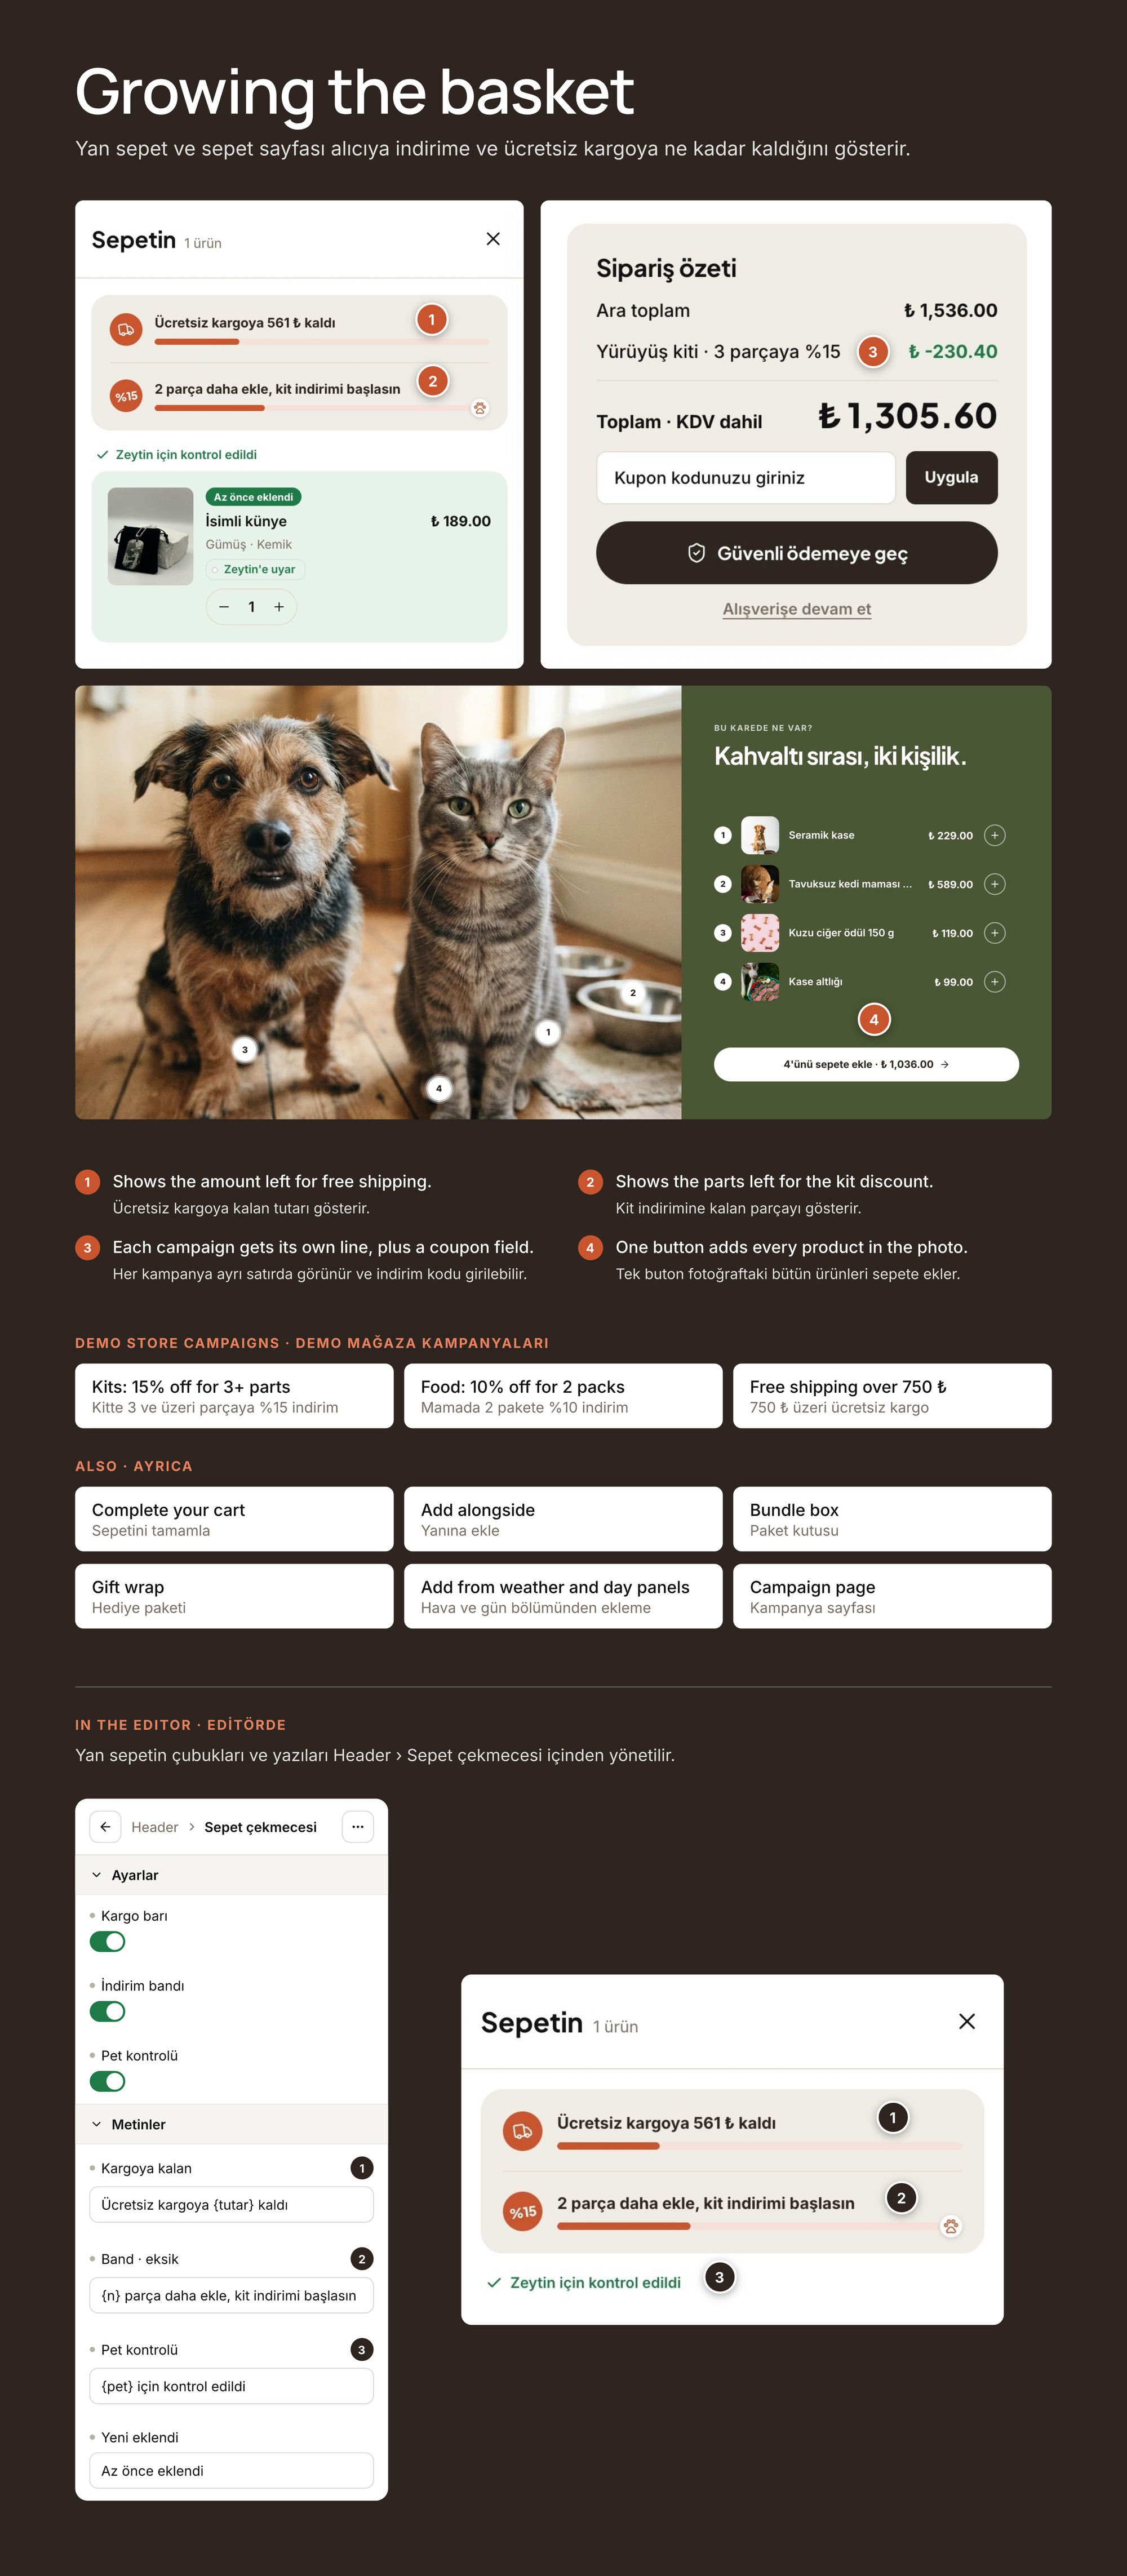 Growing the basket
Yan sepet ve sepet sayfası alıcıya indirime ve ücretsiz kargoya ne kadar kaldığını gösterir.
Sepetin 1 ürün
Ücretsiz kargoya 561 ₺ kaldı
1
%15
2 parça daha ekle, kit indirimi başlasın
2
Zeytin için kontrol edildi
Az önce eklendi
İsimli künye ₺ 189.00
Gümüş · Kemik
Zeytin'e uyar
− 1 +
Sipariş özeti
Ara toplam ₺ 1,536.00
Yürüyüş kiti · 3 parçaya %15 3 ₺ -230.40
Toplam · KDV dahil ₺ 1,305.60
Kupon kodunuzu giriniz Uygula
Güvenli ödemeye geç
Alışverişe devam et
3
4
1
2
BU KAREDE NE VAR?
Kahvaltı sırası, iki kişilik.
1 Seramik kase ₺ 229.00 +
2 Tavuksuz kedi maması ... ₺ 589.00 +
3 Kuzu ciğer ödül 150 g ₺ 119.00 +
4 Kase altlığı ₺ 99.00 +
4
4'ünü sepete ekle · ₺ 1,036.00 →
1 Shows the amount left for free shipping.
Ücretsiz kargoya kalan tutarı gösterir.
2 Shows the parts left for the kit discount.
Kit indirimine kalan parçayı gösterir.
3 Each campaign gets its own line, plus a coupon field.
Her kampanya ayrı satırda görünür ve indirim kodu girilebilir.
4 One button adds every product in the photo.
Tek buton fotoğraftaki bütün ürünleri sepete ekler.
DEMO STORE CAMPAIGNS · DEMO MAĞAZA KAMPANYALARI
Kits: 15% off for 3+ parts
Kitte 3 ve üzeri parçaya %15 indirim
Food: 10% off for 2 packs
Mamada 2 pakete %10 indirim
Free shipping over 750 ₺
750 ₺ üzeri ücretsiz kargo
ALSO · AYRICA
Complete your cart
Sepetini tamamla
Add alongside
Yanına ekle
Bundle box
Paket kutusu
Gift wrap
Hediye paketi
Add from weather and day panels
Hava ve gün bölümünden ekleme
Campaign page
Kampanya sayfası
IN THE EDITOR · EDİTÖRDE
Yan sepetin çubukları ve yazıları Header › Sepet çekmecesi içinden yönetilir.
Header › Sepet çekmecesi
Ayarlar
Kargo barı
İndirim bandı
Pet kontrolü
Metinler
Kargoya kalan 1
Ücretsiz kargoya {tutar} kaldı
Band · eksik 2
{n} parça daha ekle, kit indirimi başlasın
Pet kontrolü 3
{pet} için kontrol edildi
Yeni eklendi
Az önce eklendi
Sepetin 1 ürün
Ücretsiz kargoya 561 ₺ kaldı
1
%15
2 parça daha ekle, kit indirimi başlasın
2
Zeytin için kontrol edildi
3